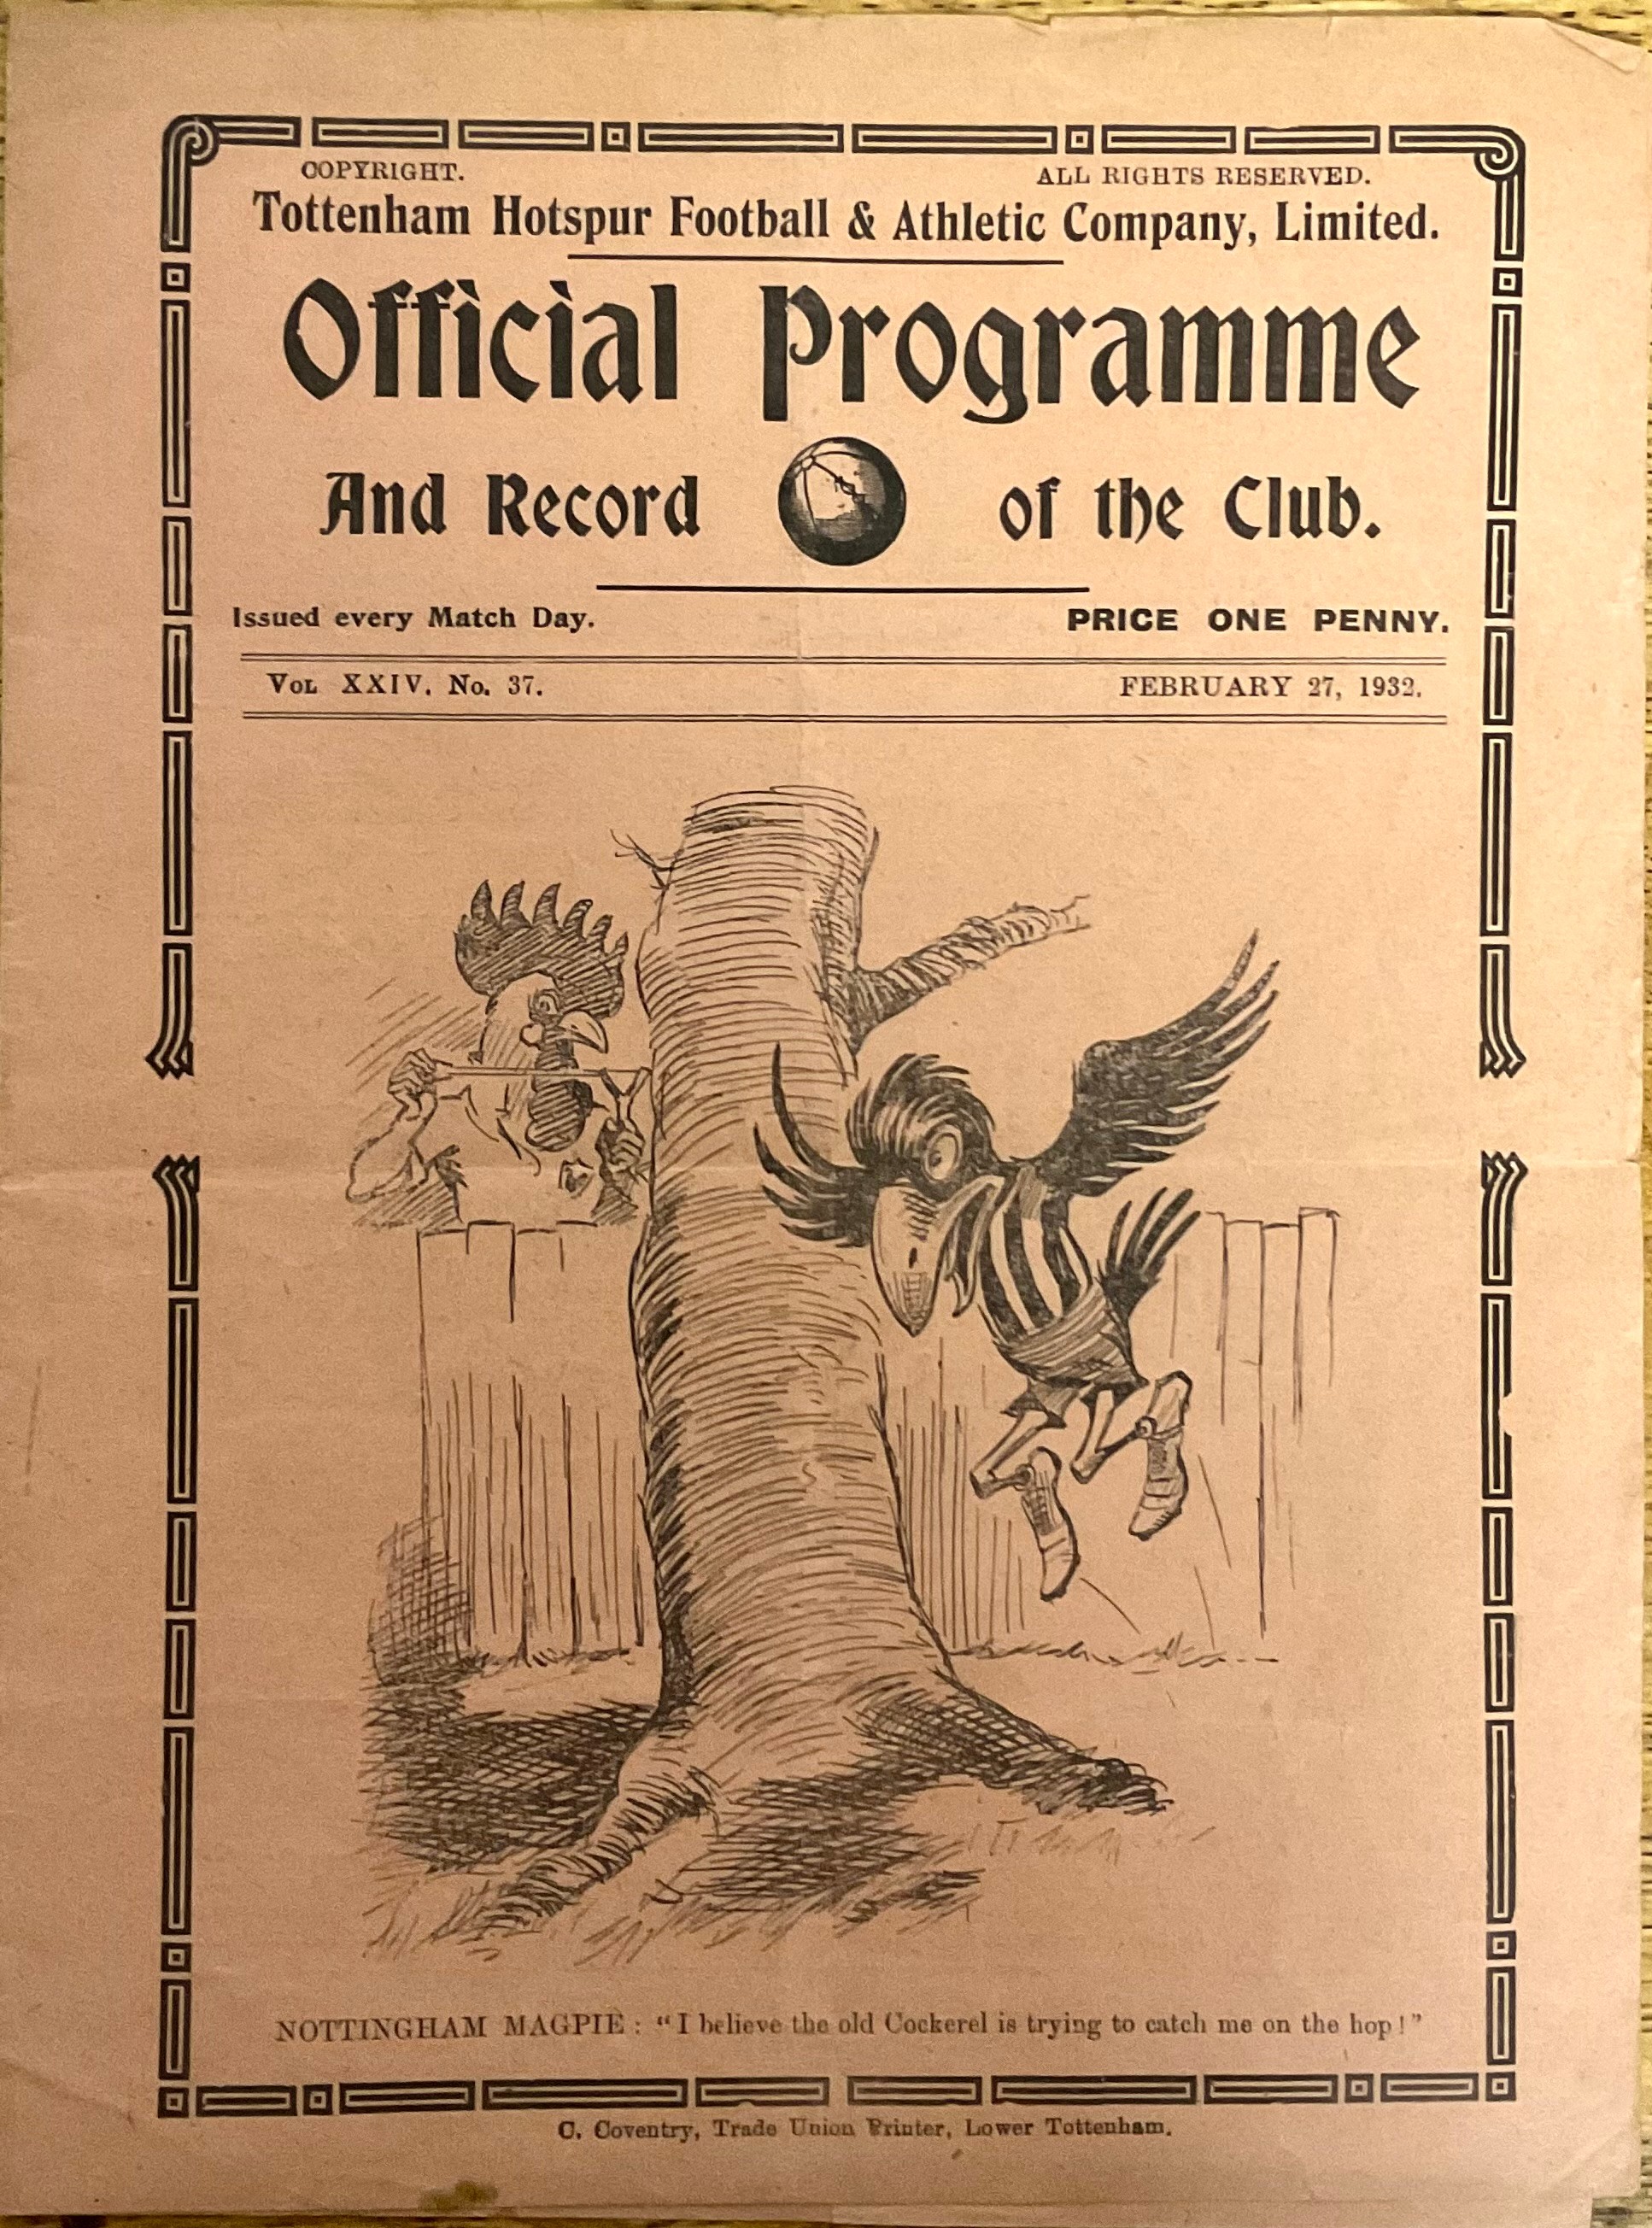 COPYRIGHT. ALL RIGHTS RESERVED.
Tottenham Hotspur Football & Athletic Company, Limited.
Official Programme
And Record of the Club.
Issued every Match Day. PRICE ONE PENNY.
VOL XXIV. No. 37. FEBRUARY 27, 1932.
NOTTINGHAM MAGPIE : "I believe the old Cockerel is trying to catch me on the hop!"
C. Coventry, Trade Union Printer, Lower Tottenham.